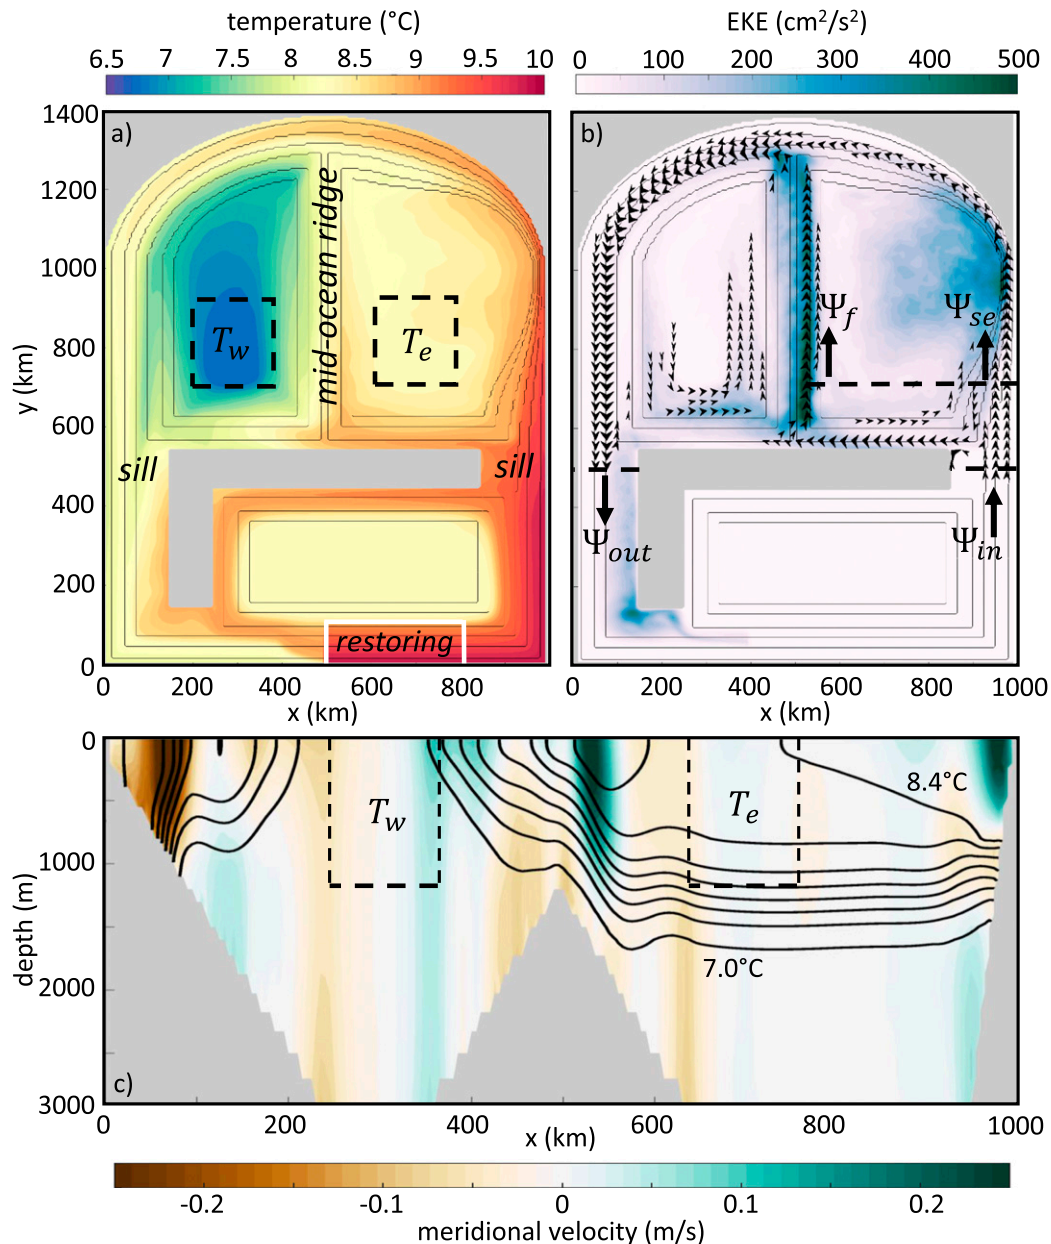 temperature (°C)
6.5 7 7.5 8 8.5 9 9.5 10
EKE (cm²/s²)
0 100 200 300 400 500
a)
1400
1200
1000
800
600
400
200
0
y (km)
T_w
mid-ocean ridge
T_e
sill
sill
restoring
0 200 400 600 800
x (km)
b)
Ψ_f
Ψ_se
Ψ_out
Ψ_in
0 200 400 600 800 1000
x (km)
0
1000
2000
3000
depth (m)
T_w
T_e
8.4°C
7.0°C
c)
0 200 400 600 800 1000
x (km)
-0.2 -0.1 0 0.1 0.2
meridional velocity (m/s)